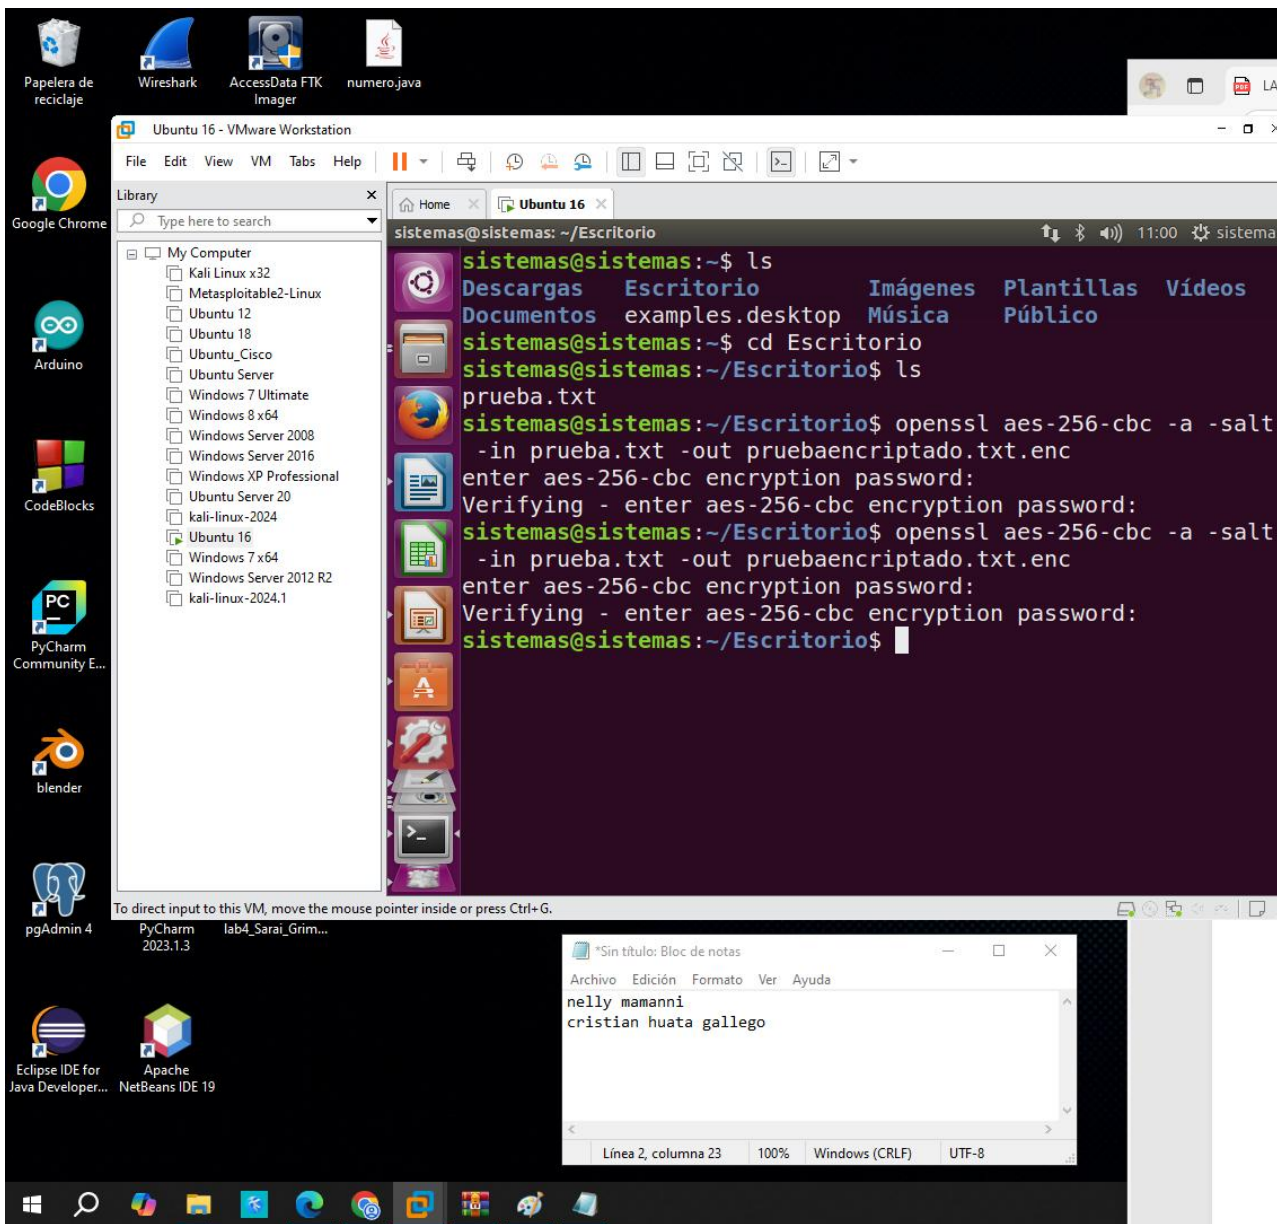 Papelera de
reciclaje
Wireshark
AccessData FTK
Imager
numero.java
PDF
LA
Ubuntu 16 - VMware Workstation
File Edit View VM Tabs Help
Library
Type here to search
Home
Ubuntu 16
Google Chrome
My Computer
Kali Linux x32
Metasploitable2-Linux
Ubuntu 12
Ubuntu 18
Ubuntu_Cisco
Ubuntu Server
Windows 7 Ultimate
Windows 8 x64
Windows Server 2008
Windows Server 2016
Windows XP Professional
Ubuntu Server 20
kali-linux-2024
Ubuntu 16
Windows 7 x64
Windows Server 2012 R2
kali-linux-2024.1
sistemas@sistemas: ~/Escritorio
11:00
sistema
sistemas@sistemas:~$ ls
Descargas Escritorio Imágenes Plantillas Vídeos
Documentos examples.desktop Música Público
sistemas@sistemas:~$ cd Escritorio
sistemas@sistemas:~/Escritorio$ ls
prueba.txt
sistemas@sistemas:~/Escritorio$ openssl aes-256-cbc -a -salt
-in prueba.txt -out pruebaencriptado.txt.enc
enter aes-256-cbc encryption password:
Verifying - enter aes-256-cbc encryption password:
sistemas@sistemas:~/Escritorio$ openssl aes-256-cbc -a -salt
-in prueba.txt -out pruebaencriptado.txt.enc
enter aes-256-cbc encryption password:
Verifying - enter aes-256-cbc encryption password:
sistemas@sistemas:~/Escritorio$
Arduino
CodeBlocks
PC
PyCharm
Community E...
blender
To direct input to this VM, move the mouse pointer inside or press Ctrl+G.
pgAdmin 4
PyCharm
2023.1.3
lab4_Sarai_Grim...
*Sin título: Bloc de notas
Archivo Edición Formato Ver Ayuda
nelly mamanni
cristian huata gallego
Línea 2, columna 23 100% Windows (CRLF) UTF-8
Eclipse IDE for
Java Developer...
Apache
NetBeans IDE 19